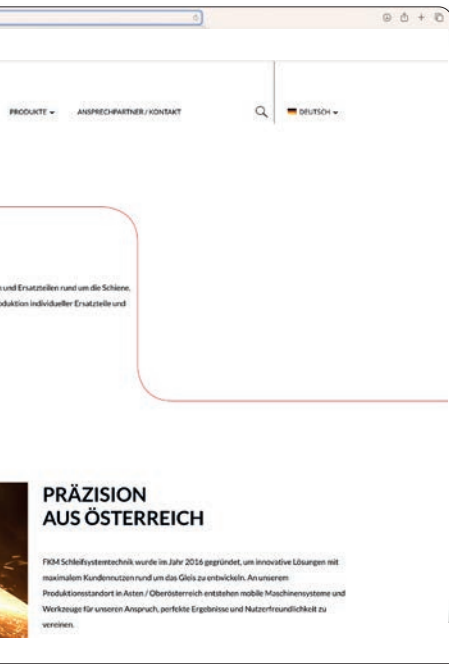 PRODUKTE
ANSPRECHPARTNER / KONTAKT
DEUTSCH
und Ersatzteilen rund um die Schiene,
oduktion individueller Ersatzteile und
PRÄZISION
AUS ÖSTERREICH
FKM Schleifsystemtechnik wurde im Jahr 2016 gegründet, um innovative Lösungen mit
maximalem Kundennutzen rund um das Gleis zu entwickeln. An unserem
Produktionsstandort in Asten / Oberösterreich entstehen mobile Maschinensysteme und
Werkzeuge für unseren Anspruch, perfekte Ergebnisse und Nutzerfreundlichkeit zu
vereinen.